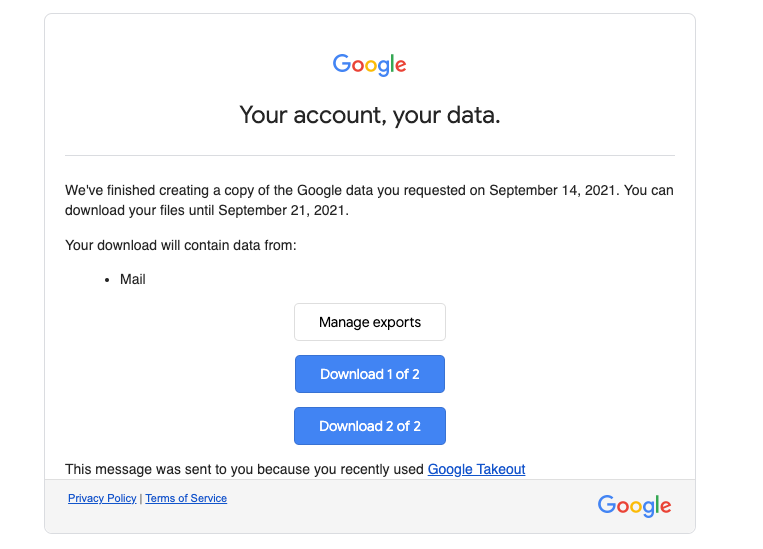 Google
Your account, your data.
We've finished creating a copy of the Google data you requested on September 14, 2021. You can
download your files until September 21, 2021.
Your download will contain data from:
• Mail
Manage exports
Download 1 of 2
Download 2 of 2
This message was sent to you because you recently used Google Takeout
Privacy Policy | Terms of Service
Google